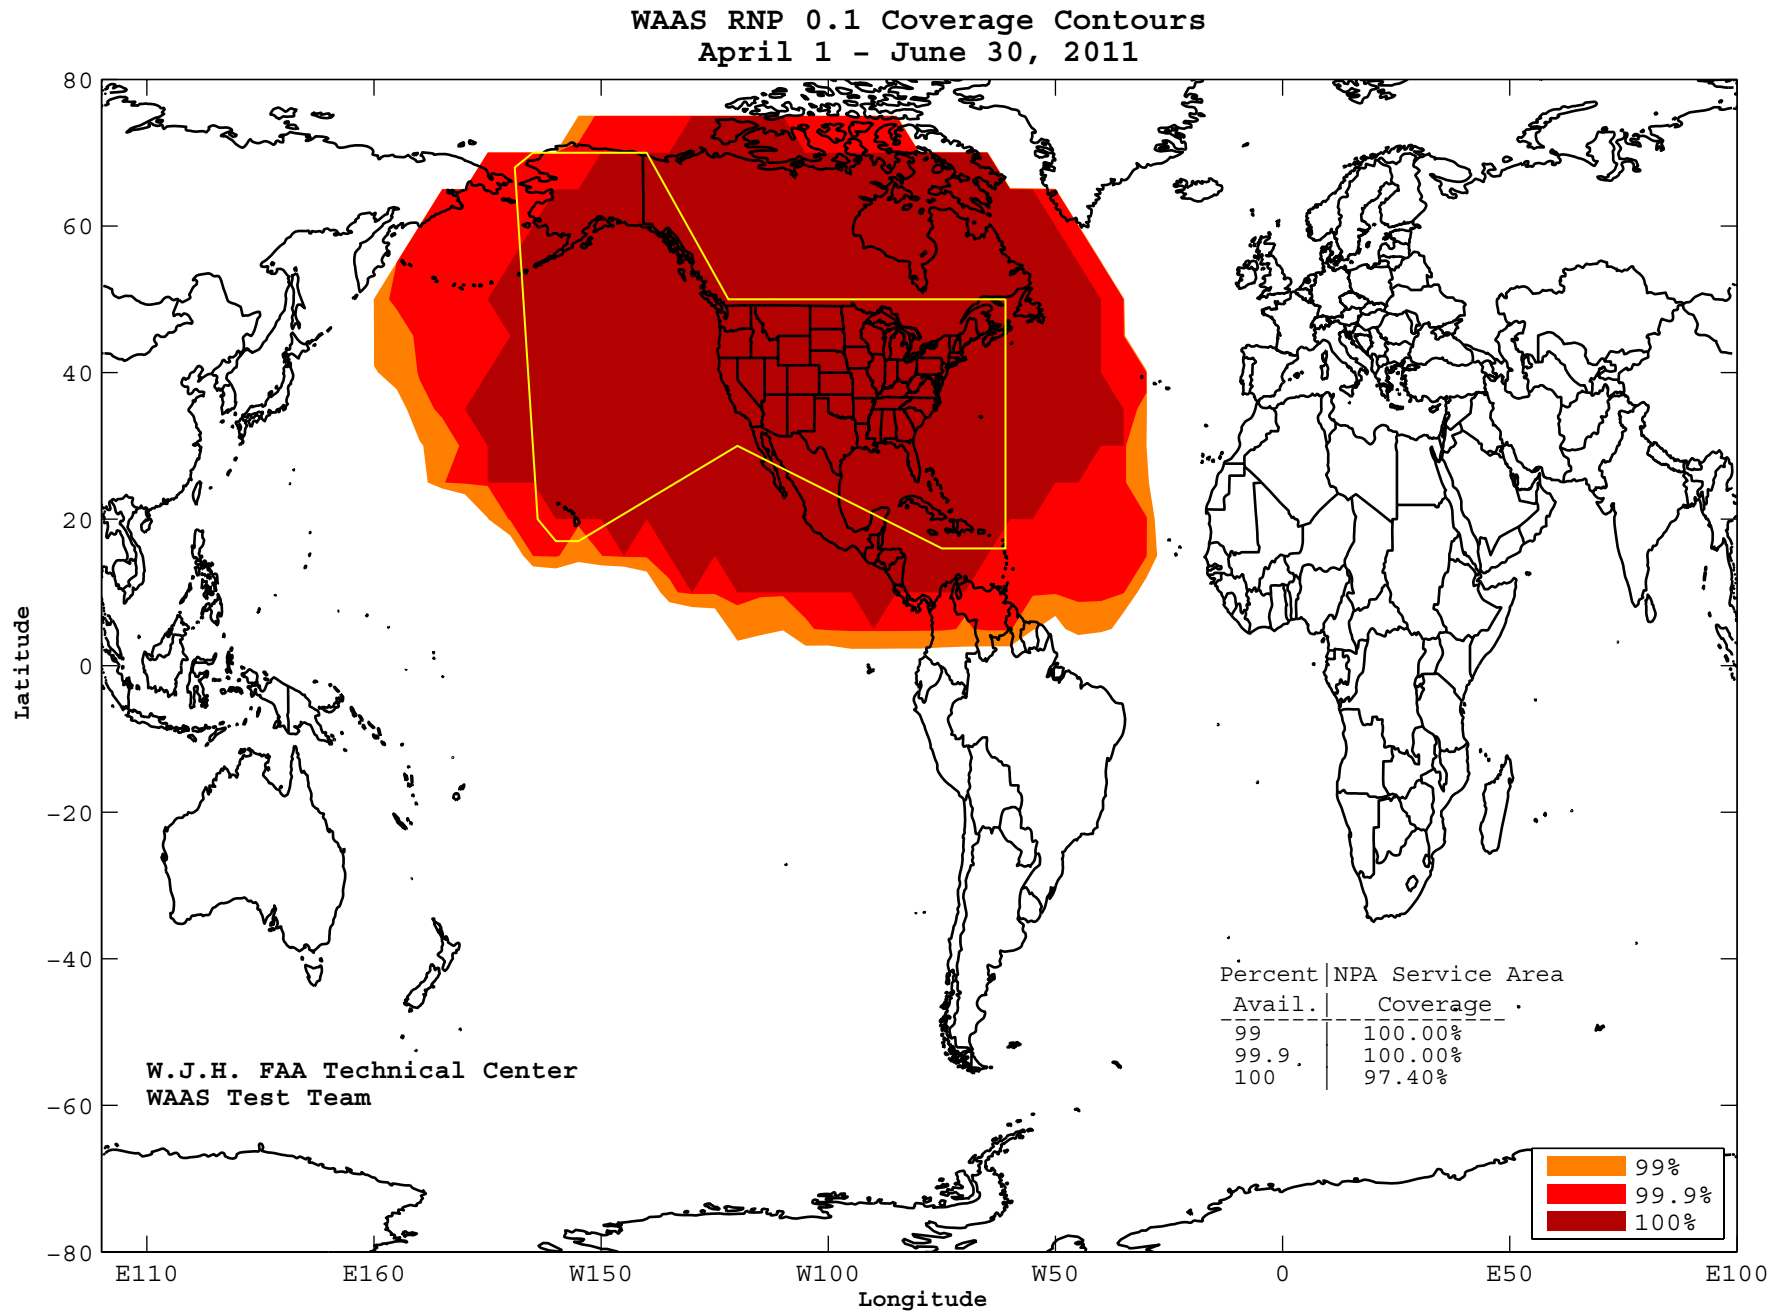 WAAS RNP 0.1 Coverage Contours
April 1 - June 30, 2011
80
60
40
20
0
-20
-40
-60
-80
Latitude
E110 E160 W150 W100 W50 0 E50 E100
Longitude
W.J.H. FAA Technical Center
WAAS Test Team
Percent|NPA Service Area
Avail.| Coverage
99 | 100.00%
99.9 | 100.00%
100 | 97.40%
99%
99.9%
100%